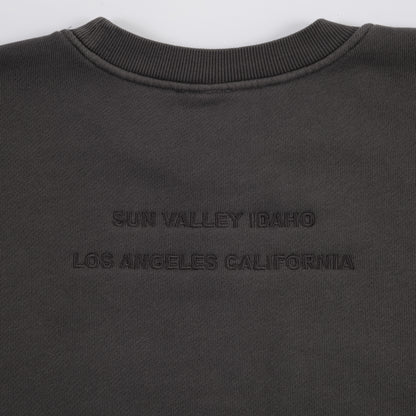 SUN VALLEY IDAHO
LOS ANGELES CALIFORNIA